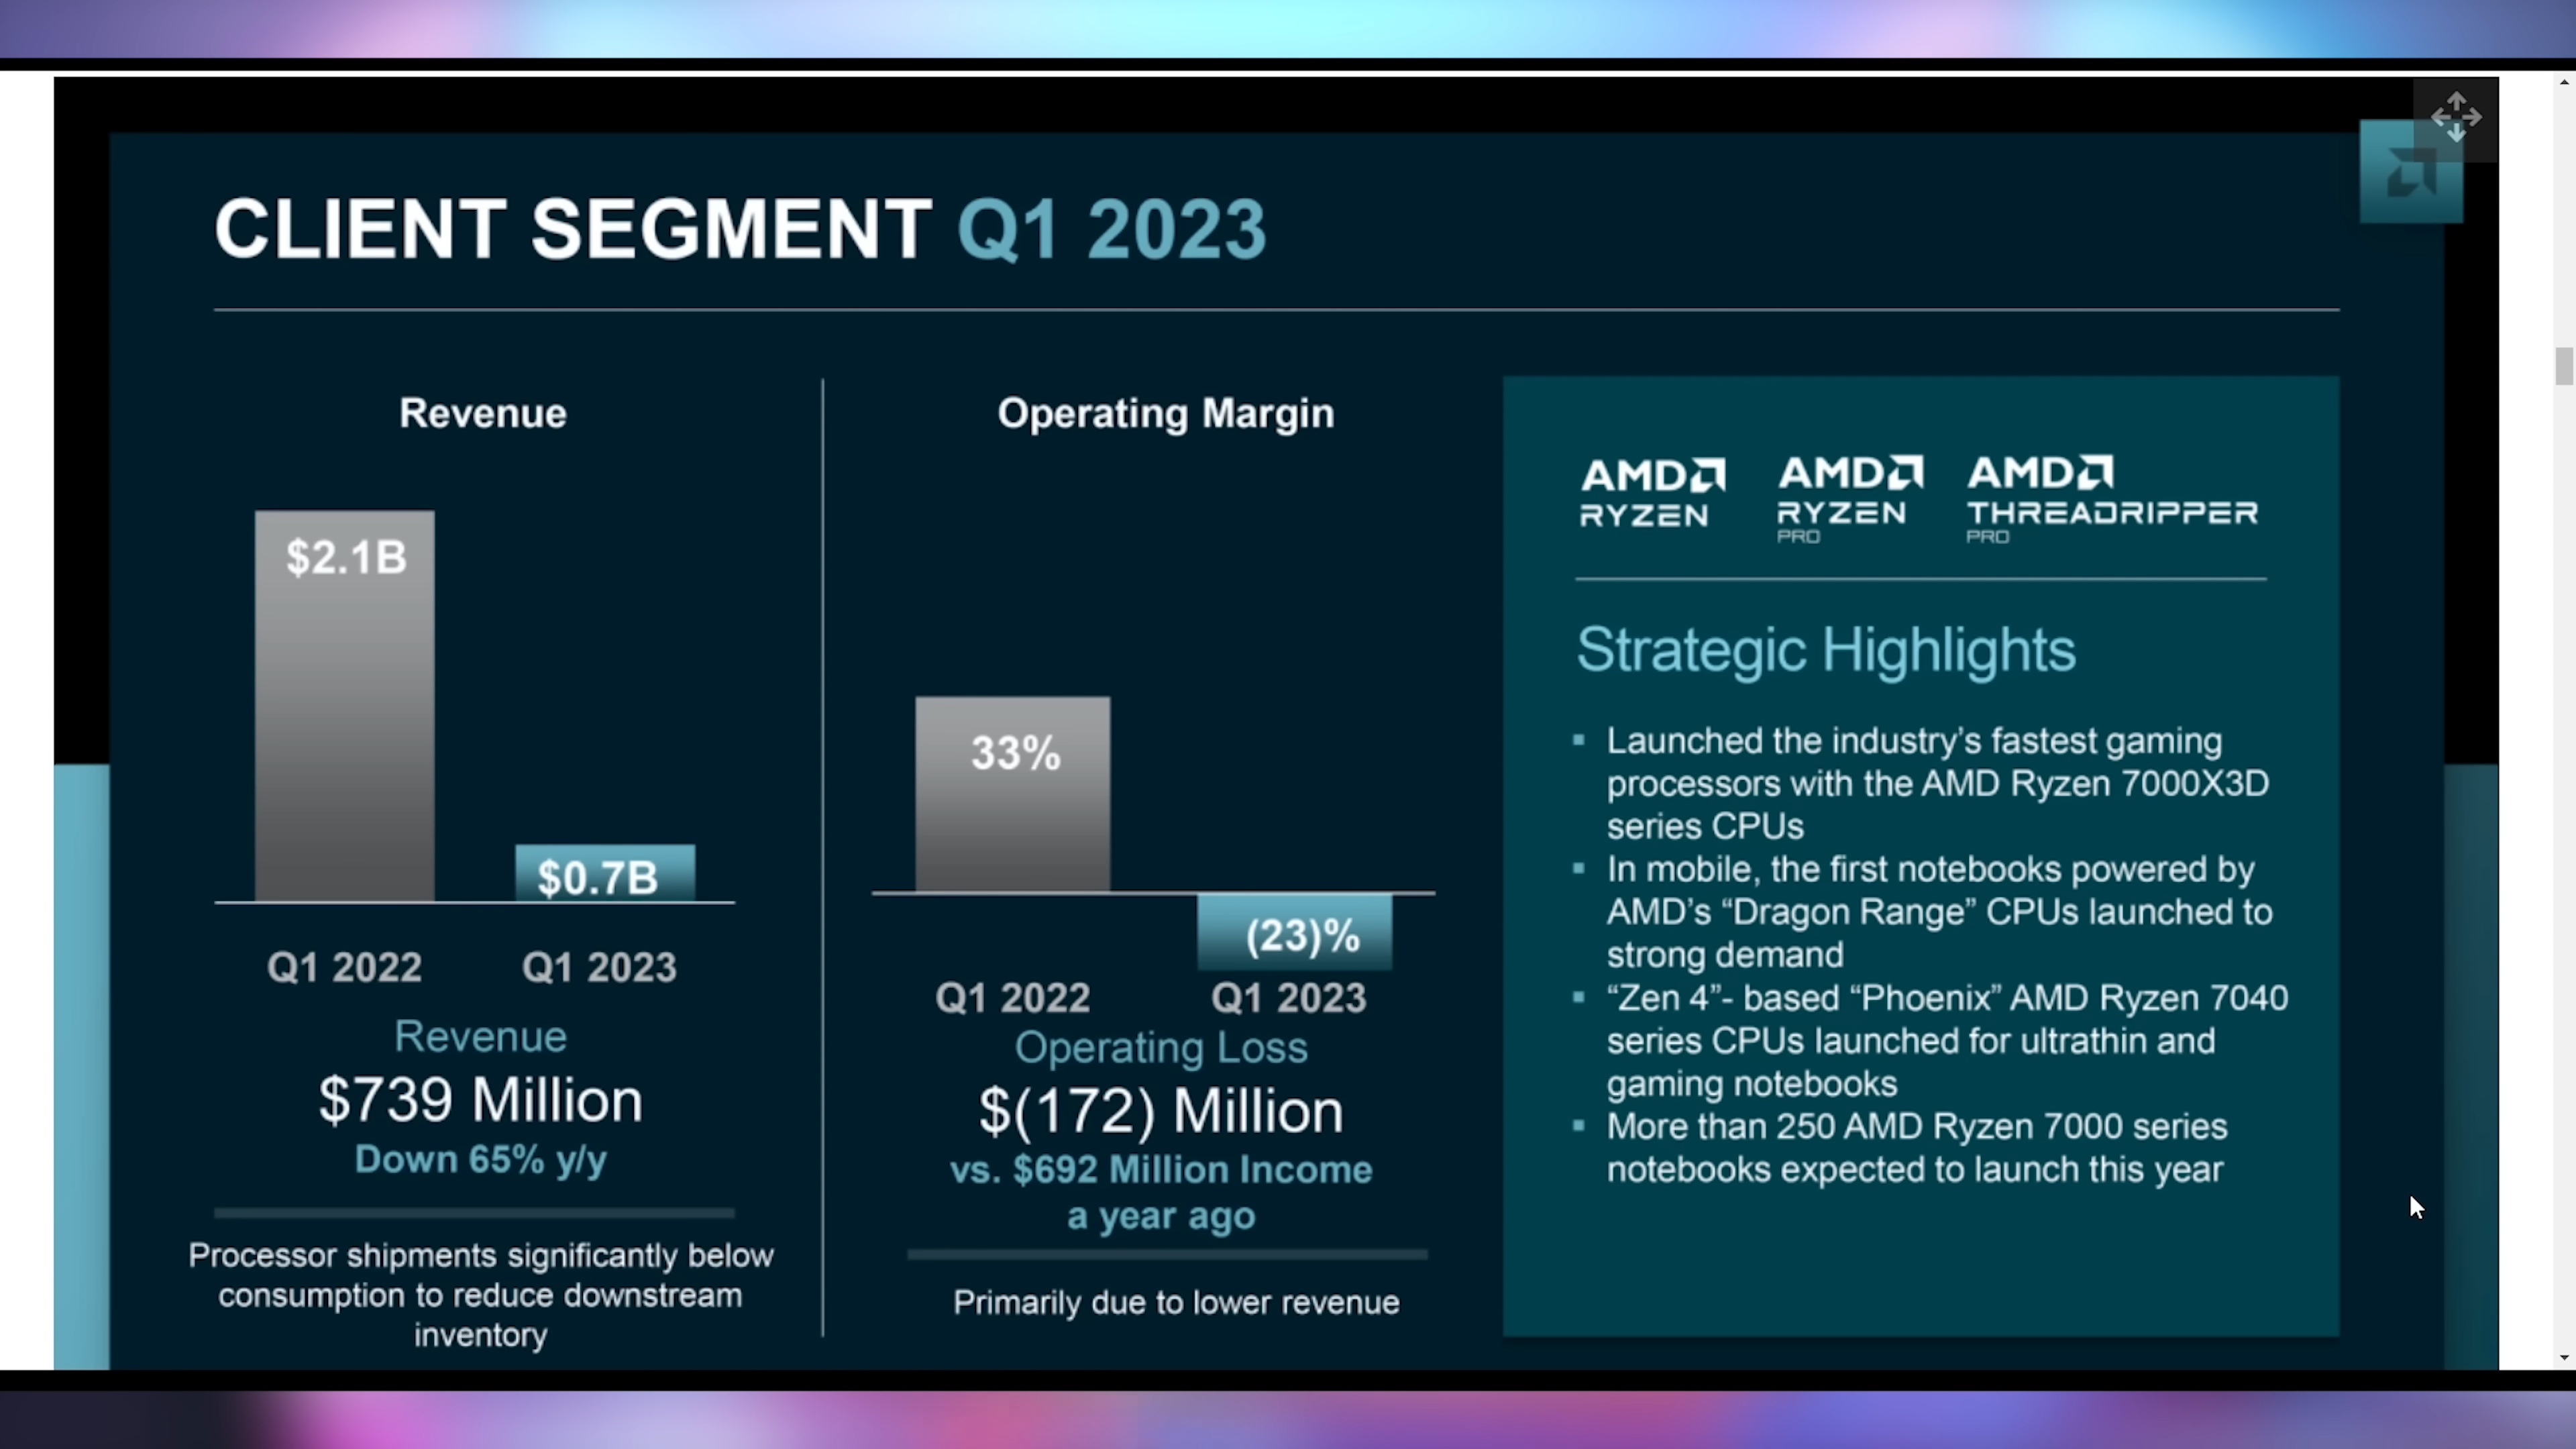 CLIENT SEGMENT Q1 2023
Revenue
$2.1B
$0.7B
Q1 2022 Q1 2023
Revenue
$739 Million
Down 65% y/y
Processor shipments significantly below
consumption to reduce downstream
inventory
Operating Margin
33%
(23)%
Q1 2022 Q1 2023
Operating Loss
$(172) Million
vs. $692 Million Income
a year ago
Primarily due to lower revenue
AMD RYZEN
AMD RYZEN PRO
AMD THREADRIPPER PRO
Strategic Highlights
▪ Launched the industry’s fastest gaming
processors with the AMD Ryzen 7000X3D
series CPUs
▪ In mobile, the first notebooks powered by
AMD’s “Dragon Range” CPUs launched to
strong demand
▪ “Zen 4”- based “Phoenix” AMD Ryzen 7040
series CPUs launched for ultrathin and
gaming notebooks
▪ More than 250 AMD Ryzen 7000 series
notebooks expected to launch this year